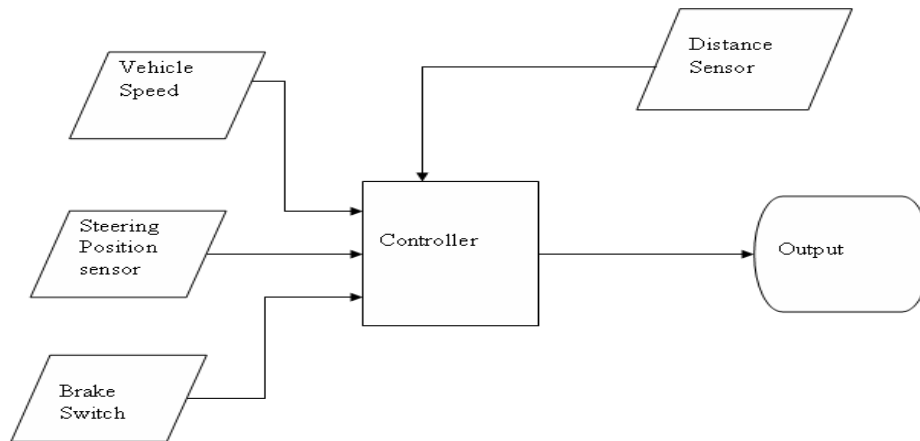 Vehicle
Speed
Distance
Sensor
Steering
Position
sensor
Controller
Output
Brake
Switch